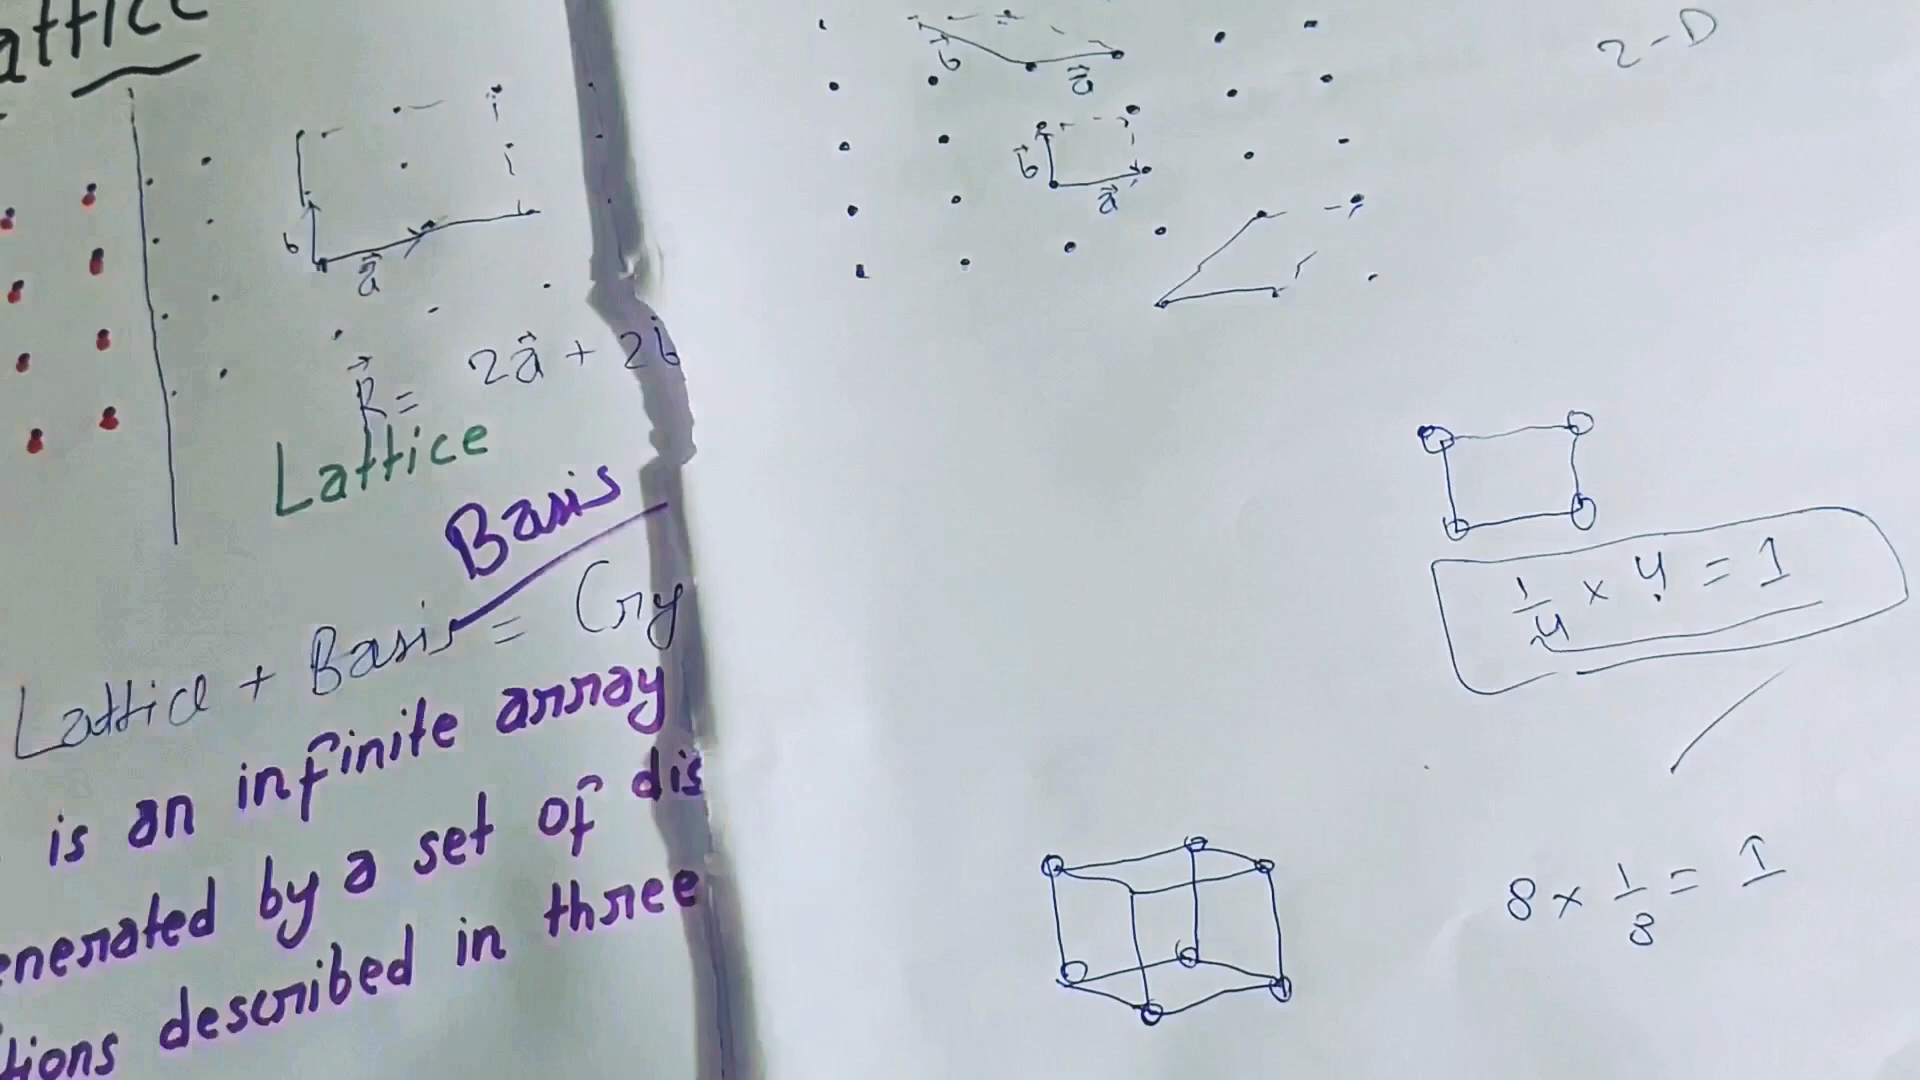 b
a
R = 2a + 2b
Lattice
Basis
Lattice + Basis = Cry
is an infinite array
enerated by a set of dis
tions described in three
2-D
b
a
b
a
1/4 × 4 = 1
8 × 1/8 = 1